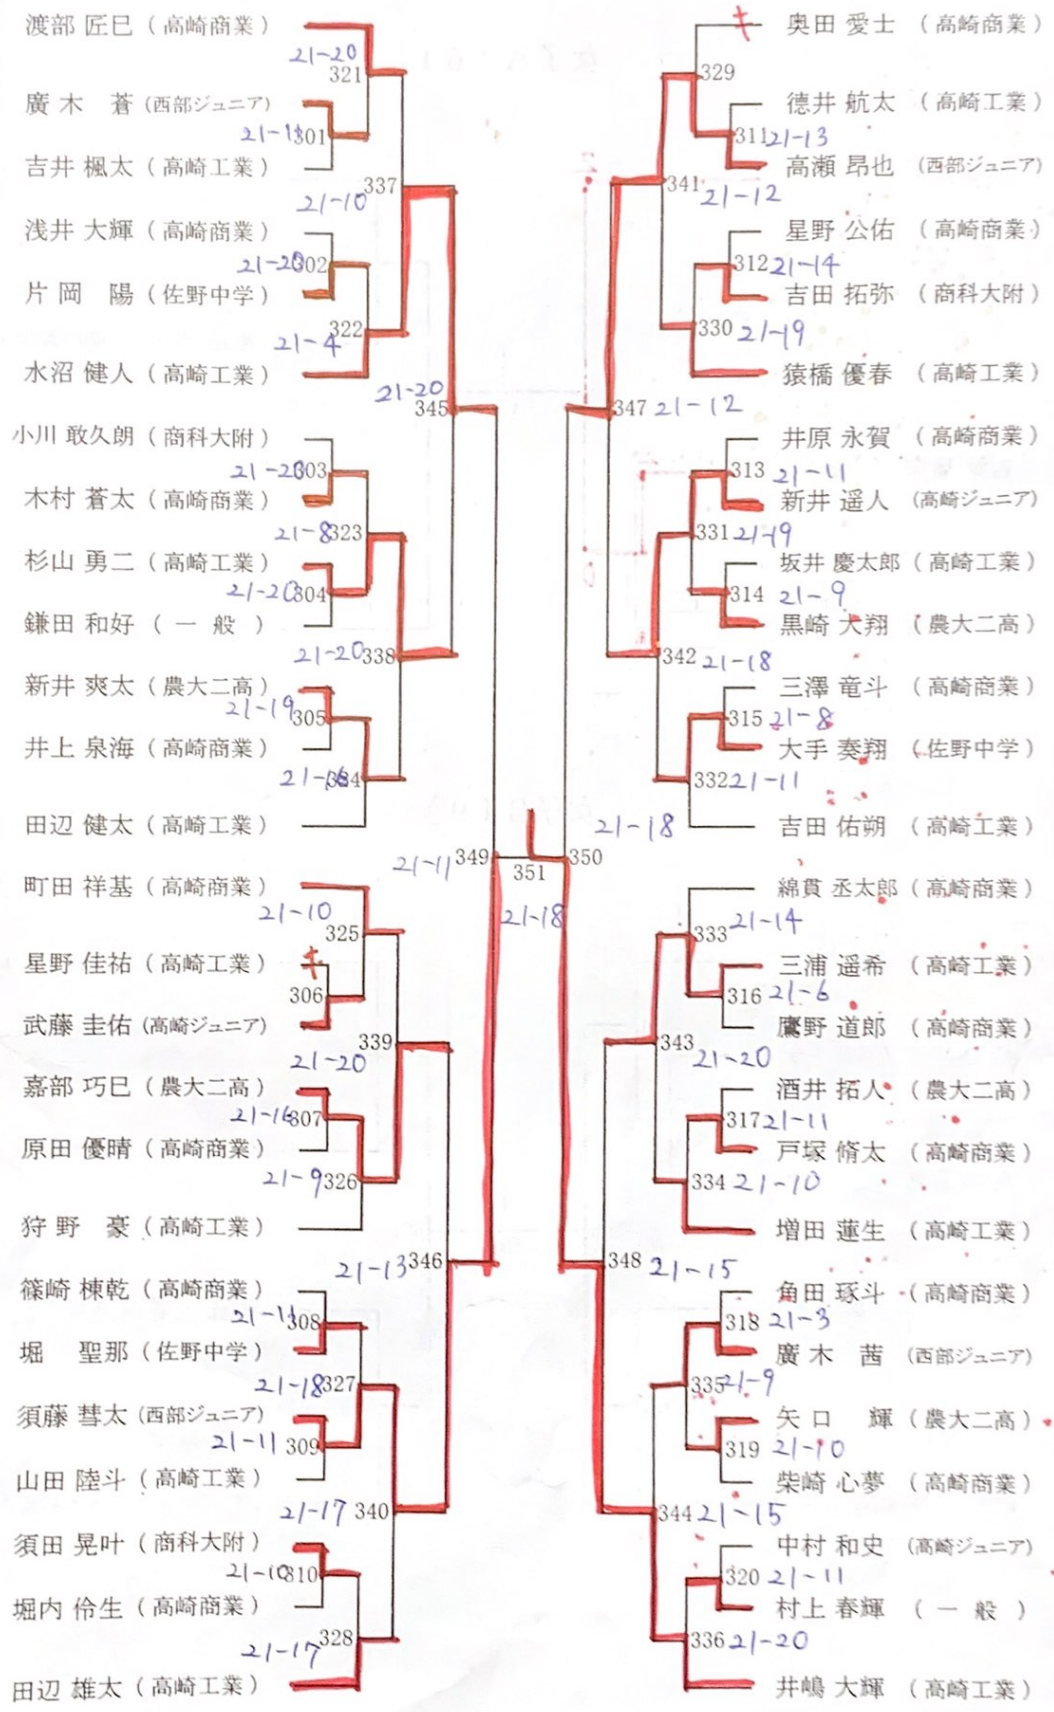 渡部 匠巳 (高崎商業)
21-20
321
廣木 蒼 (西部ジュニア)
301
吉井 楓太 (高崎工業)
337
21-10
浅井 大輝 (高崎商業)
21-20
302
片岡 陽 (佐野中学)
322
21-4
水沼 健人 (高崎工業)
21-20
345
小川 敢久朗 (商科大附)
21-20
303
木村 蒼太 (高崎商業)
21-8
323
杉山 勇二 (高崎工業)
21-20
304
鎌田 和好 (一般)
21-20
338
新井 爽太 (農大二高)
21-19
305
井上 泉海 (高崎商業)
田辺 健太 (高崎工業)
21-11
349
町田 祥基 (高崎商業)
21-10
325
星野 佳祐 (高崎工業)
キ
306
武藤 圭佑 (高崎ジュニア)
339
21-20
嘉部 巧巳 (農大二高)
21-16
307
原田 優晴 (高崎商業)
21-9
326
狩野 豪 (高崎工業)
21-13
346
篠崎 棟乾 (高崎商業)
308
堀 聖那 (佐野中学)
21-18
327
須藤 彗太 (西部ジュニア)
21-11
309
山田 陸斗 (高崎工業)
21-17
340
須田 晃叶 (商科大附)
21-10
310
堀内 伶生 (高崎商業)
328
21-17
田辺 雄太 (高崎工業)
351
21-18
キ
奥田 愛士 (高崎商業)
329
徳井 航太 (高崎工業)
311
21-13
高瀬 昂也 (西部ジュニア)
341
21-12
星野 公佑 (高崎商業)
312
21-14
吉田 拓弥 (商科大附)
330
21-19
猿橋 優春 (高崎工業)
347
21-12
井原 永賀 (高崎商業)
313
21-11
新井 遥人 (高崎ジュニア)
331
21-19
坂井 慶太郎 (高崎工業)
314
21-9
黒崎 大翔 (農大二高)
342
21-18
三澤 竜斗 (高崎商業)
315
21-8
大手 奏翔 (佐野中学)
332
21-11
吉田 佑朔 (高崎工業)
21-18
350
綿貫 丞太郎 (高崎商業)
21-14
333
三浦 遥希 (高崎工業)
316
21-6
鷹野 道郎 (高崎商業)
343
21-20
酒井 拓人 (農大二高)
317
21-11
戸塚 脩太 (高崎商業)
334
21-10
増田 蓮生 (高崎工業)
348
21-15
角田 琢斗 (高崎商業)
318
21-3
廣木 茜 (西部ジュニア)
335
21-9
矢口 輝 (農大二高)
319
21-10
柴崎 心夢 (高崎商業)
344
21-15
中村 和史 (高崎ジュニア)
320
21-11
村上 春輝 (一般)
336
21-20
井嶋 大輝 (高崎工業)